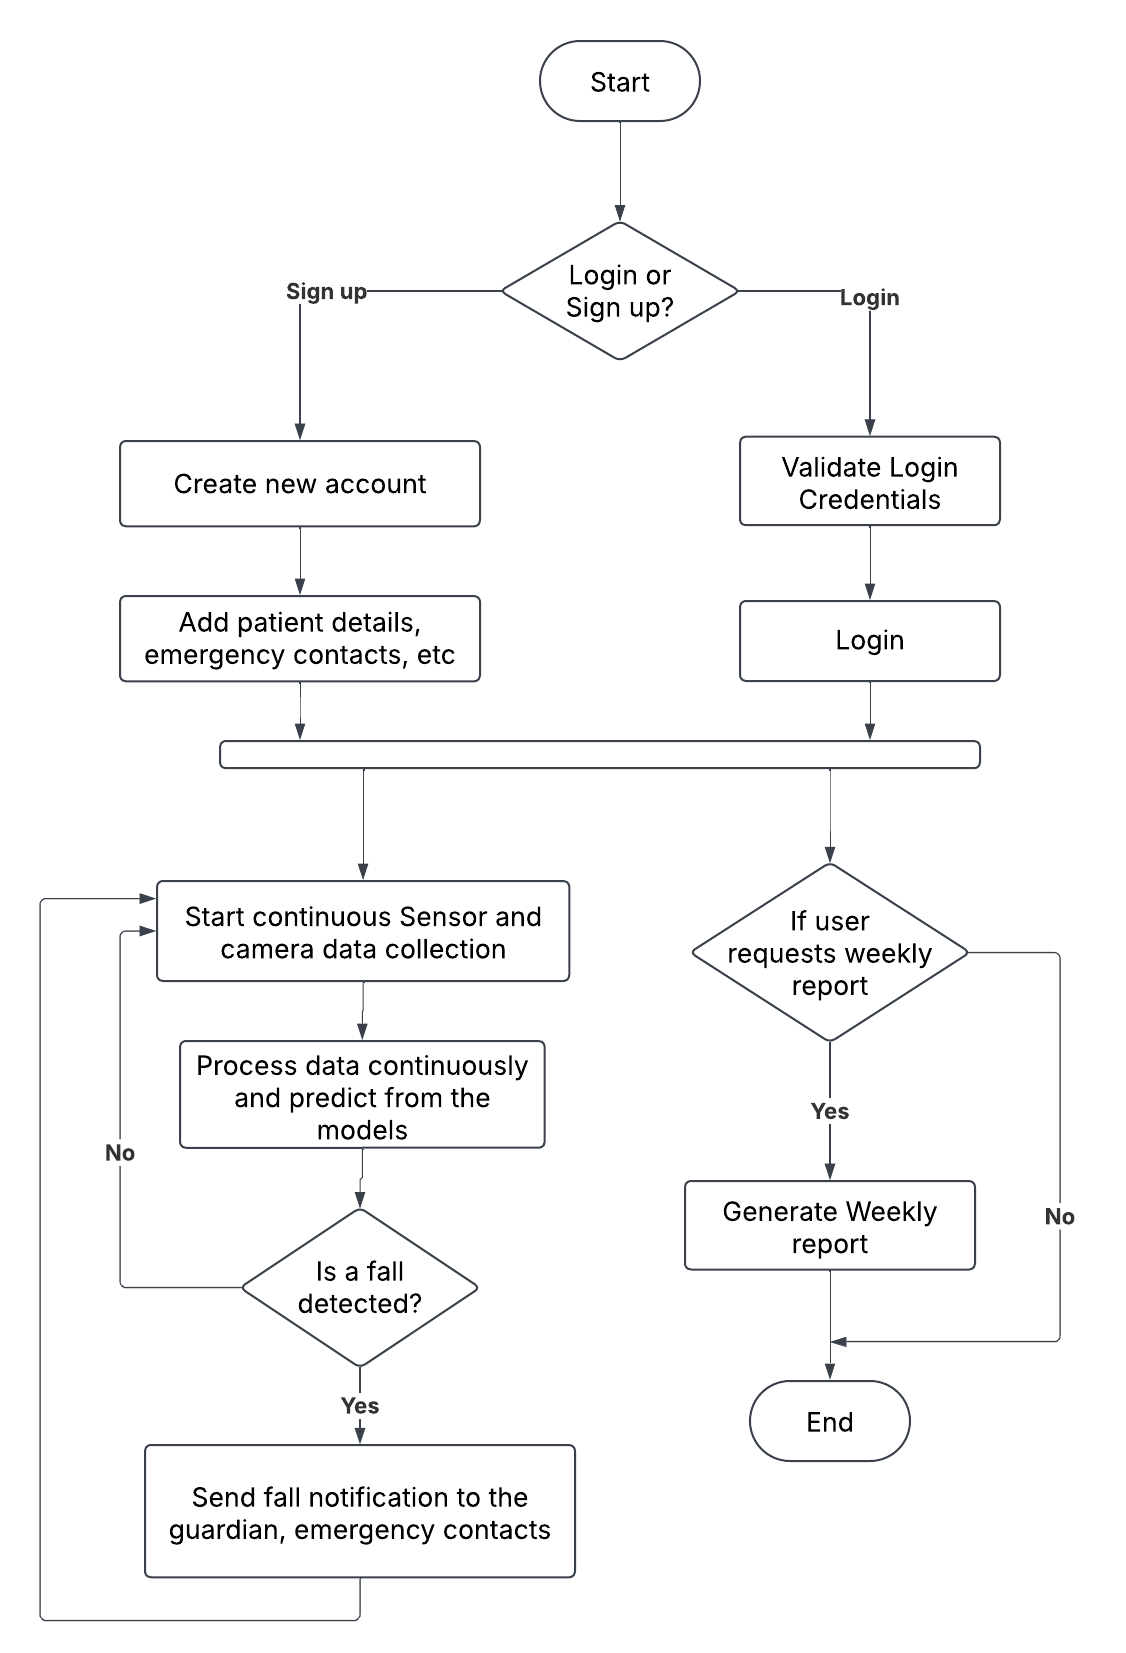 Start
Login or
Sign up?
Sign up
Login
Create new account
Validate Login
Credentials
Add patient details,
emergency contacts, etc
Login
Start continuous Sensor and
camera data collection
If user
requests weekly
report
Process data continuously
and predict from the
models
Yes
No
Generate Weekly
report
No
Is a fall
detected?
Yes
End
Send fall notification to the
guardian, emergency contacts